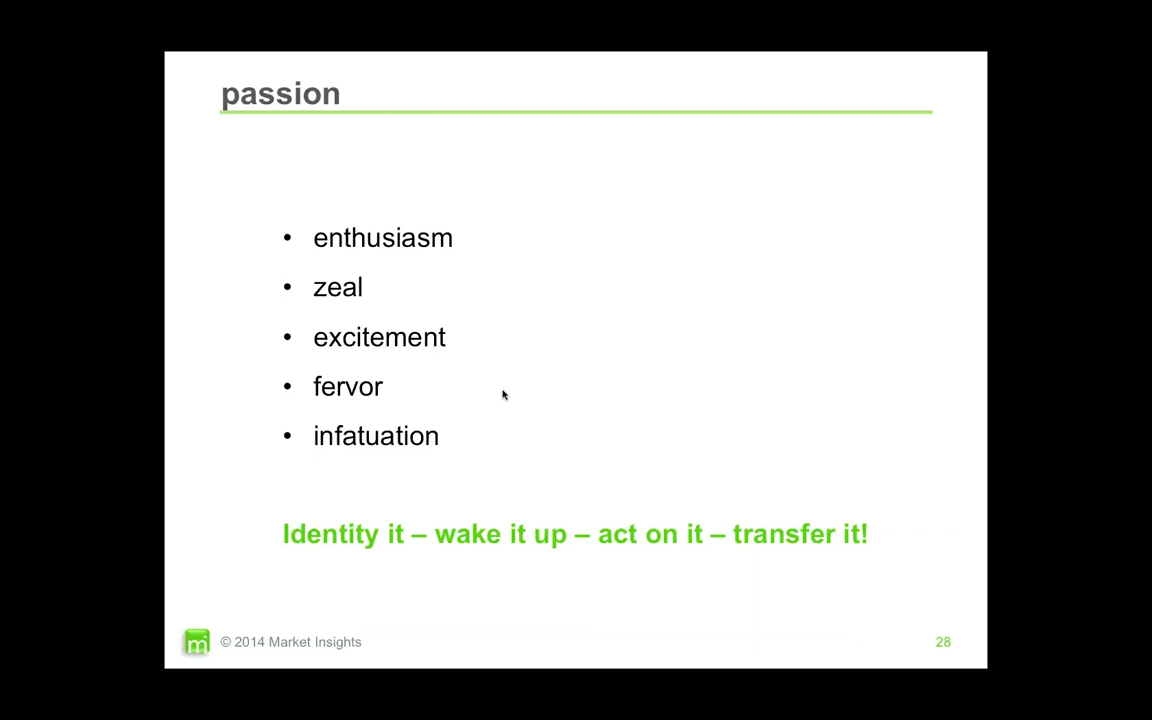 passion
• enthusiasm
• zeal
• excitement
• fervor
• infatuation
Identity it – wake it up – act on it – transfer it!
mi © 2014 Market Insights 28